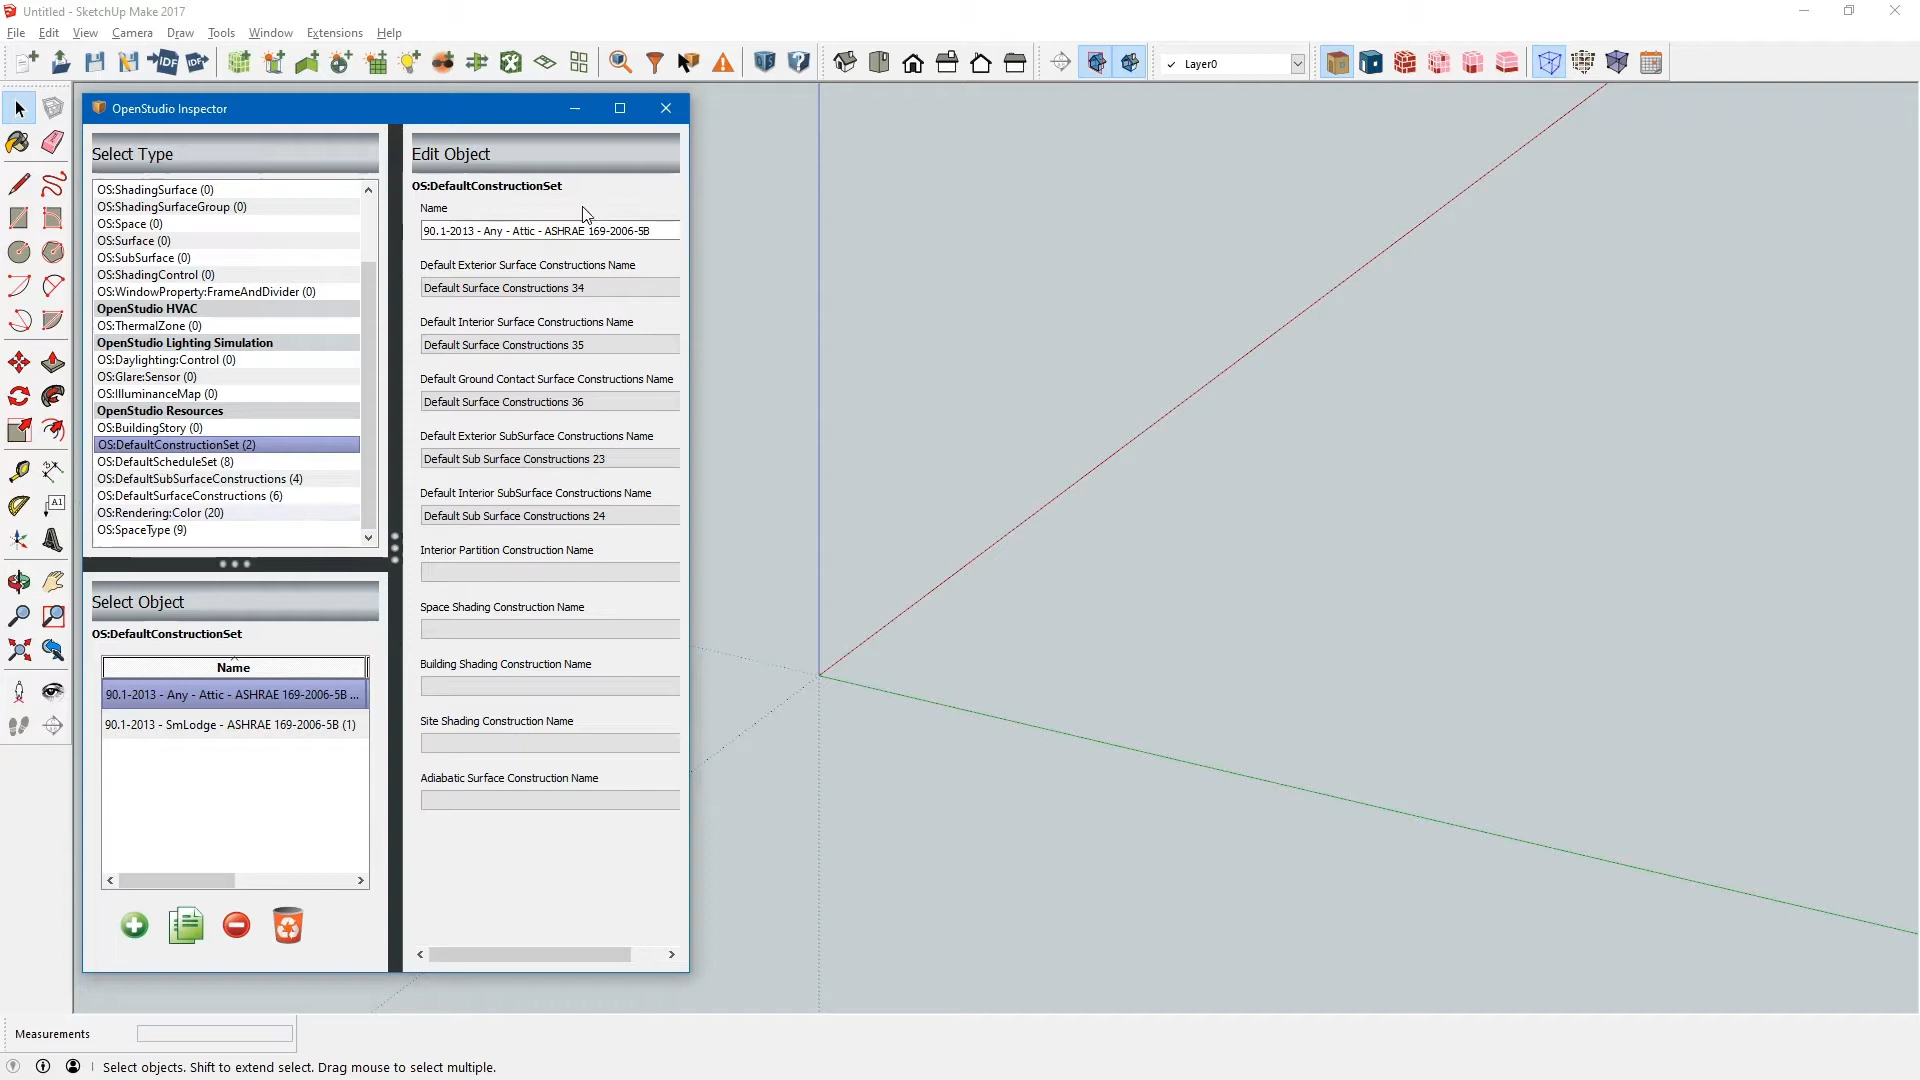 Untitled - SketchUp Make 2017
File Edit View Camera Draw Tools Window Extensions Help
IDF IDF
Layer0
OpenStudio Inspector
Select Type
OS:ShadingSurface (0)
OS:ShadingSurfaceGroup (0)
OS:Space (0)
OS:Surface (0)
OS:SubSurface (0)
OS:ShadingControl (0)
OS:WindowProperty:FrameAndDivider (0)
OpenStudio HVAC
OS:ThermalZone (0)
OpenStudio Lighting Simulation
OS:Daylighting:Control (0)
OS:Glare:Sensor (0)
OS:IlluminanceMap (0)
OpenStudio Resources
OS:BuildingStory (0)
OS:DefaultConstructionSet (2)
OS:DefaultScheduleSet (8)
OS:DefaultSubSurfaceConstructions (4)
OS:DefaultSurfaceConstructions (6)
OS:Rendering:Color (20)
OS:SpaceType (9)
Select Object
OS:DefaultConstructionSet
Name
90.1-2013 - Any - Attic - ASHRAE 169-2006-5B ...
90.1-2013 - SmLodge - ASHRAE 169-2006-5B (1)
Edit Object
OS:DefaultConstructionSet
Name
90.1-2013 - Any - Attic - ASHRAE 169-2006-5B
Default Exterior Surface Constructions Name
Default Surface Constructions 34
Default Interior Surface Constructions Name
Default Surface Constructions 35
Default Ground Contact Surface Constructions Name
Default Surface Constructions 36
Default Exterior SubSurface Constructions Name
Default Sub Surface Constructions 23
Default Interior SubSurface Constructions Name
Default Sub Surface Constructions 24
Interior Partition Construction Name
Space Shading Construction Name
Building Shading Construction Name
Site Shading Construction Name
Adiabatic Surface Construction Name
A1
Measurements
Select objects. Shift to extend select. Drag mouse to select multiple.